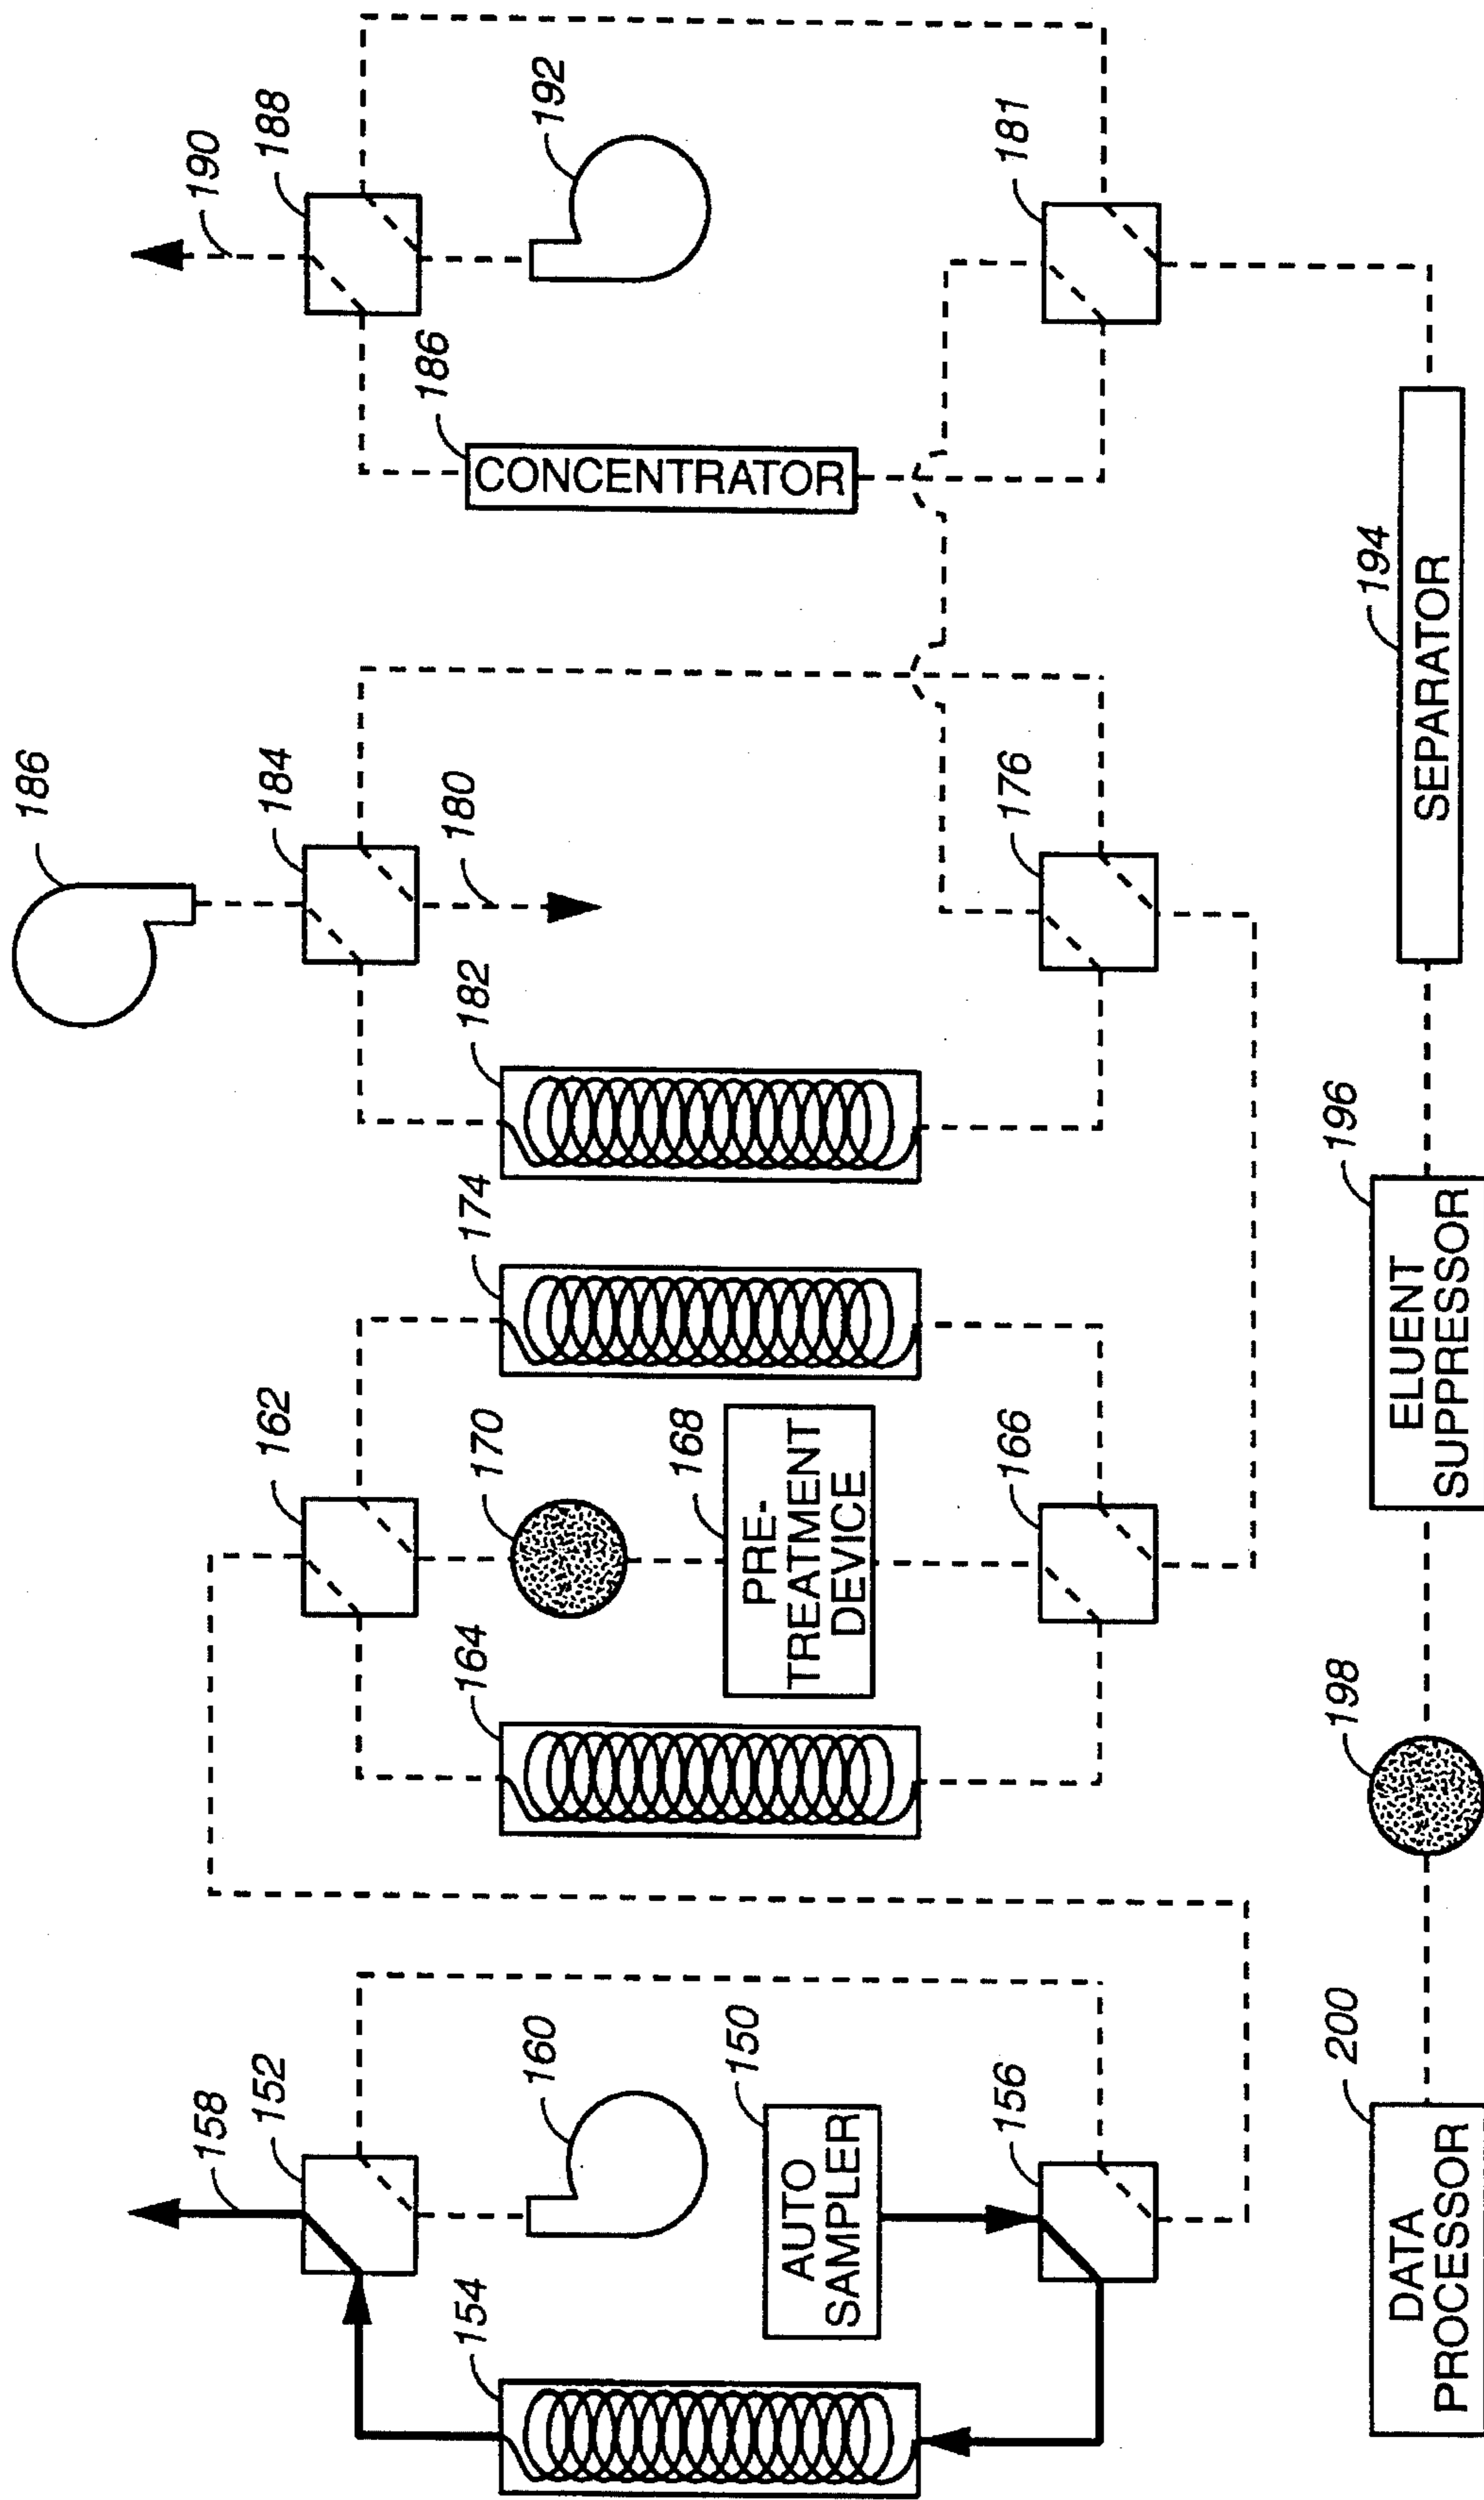 190
188
192
186
CONCENTRATOR
181
186
184
180
182
176
194
SEPARATOR
174
162
170
168
PRE-
TREATMENT
DEVICE
166
164
196
ELUENT
SUPPRESSOR
198
158
152
160
150
AUTO
SAMPLER
156
154
200
DATA
PROCESSOR